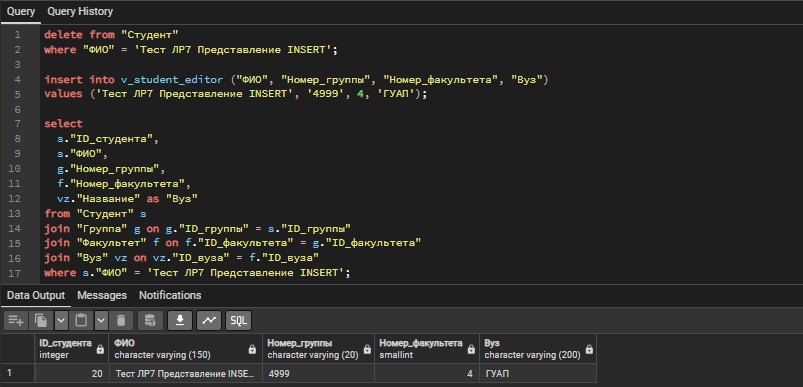 Query Query History
1 delete from "Студент"
2 where "ФИО" = 'Тест ЛР7 Представление INSERT';
3
4 insert into v_student_editor ("ФИО", "Номер_группы", "Номер_факультета", "Вуз")
5 values ('Тест ЛР7 Представление INSERT', '4999', 4, 'ГУАП');
6
7 select
8 s."ID_студента",
9 s."ФИО",
10 g."Номер_группы",
11 f."Номер_факультета",
12 vz."Название" as "Вуз"
13 from "Студент" s
14 join "Группа" g on g."ID_группы" = s."ID_группы"
15 join "Факультет" f on f."ID_факультета" = g."ID_факультета"
16 join "Вуз" vz on vz."ID_вуза" = f."ID_вуза"
17 where s."ФИО" = 'Тест ЛР7 Представление INSERT';
Data Output Messages Notifications
SQL
ID_студента ФИО Номер_группы Номер_факультета Вуз
integer character varying (150) character varying (20) smallint character varying (200)
1 20 Тест ЛР7 Представление INSE... 4999 4 ГУАП